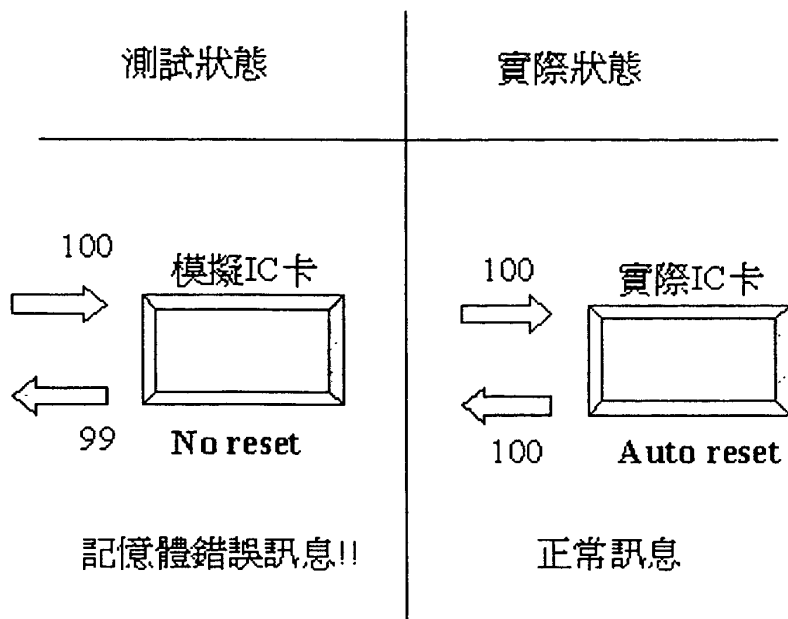 測試狀態
實際狀態
100
模擬IC卡
99
No reset
記憶體錯誤訊息!!
100
實際IC卡
100
Auto reset
正常訊息